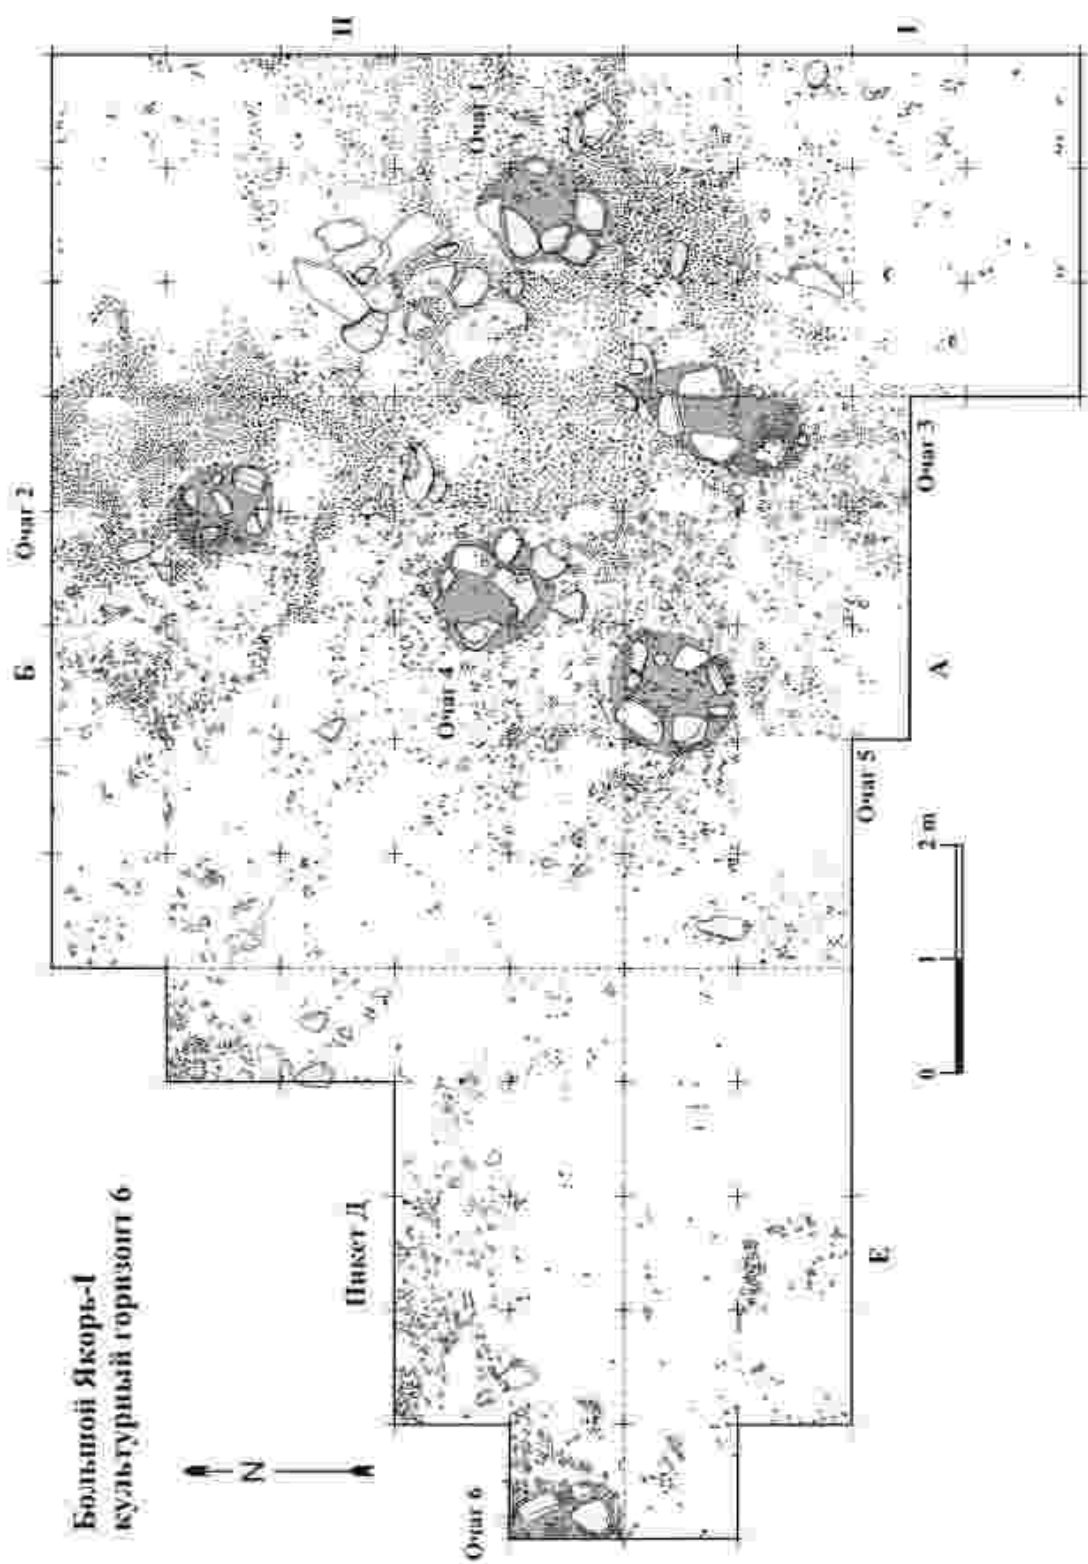 Большой Якорь-I
культурный горизонт 6
N
Очаг 6
Пикет Д
Б
Очаг 2
II
Очаг 1
Очаг 4
I
Очаг 3
А
Очаг 5
Е
0 1 2 m